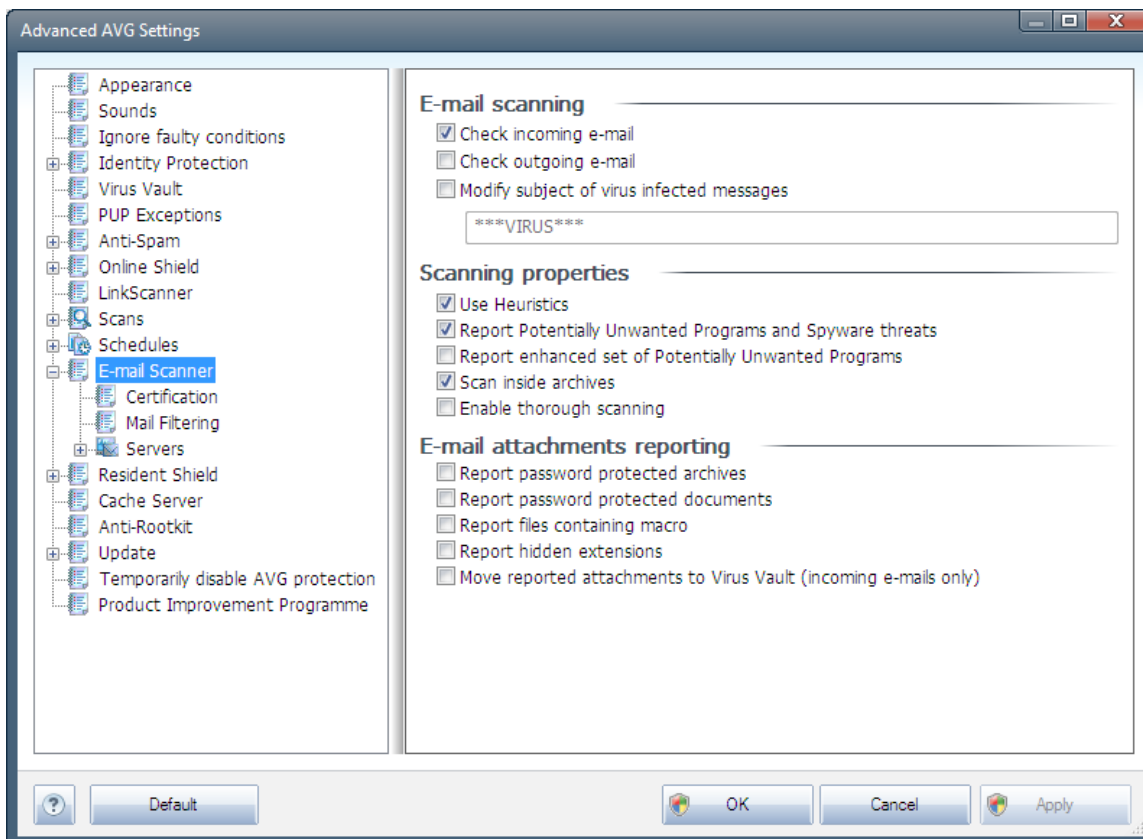 Advanced AVG Settings
Appearance
Sounds
Ignore faulty conditions
Identity Protection
Virus Vault
PUP Exceptions
Anti-Spam
Online Shield
LinkScanner
Scans
Schedules
E-mail Scanner
Certification
Mail Filtering
Servers
Resident Shield
Cache Server
Anti-Rootkit
Update
Temporarily disable AVG protection
Product Improvement Programme
E-mail scanning
Check incoming e-mail
Check outgoing e-mail
Modify subject of virus infected messages
***VIRUS***
Scanning properties
Use Heuristics
Report Potentially Unwanted Programs and Spyware threats
Report enhanced set of Potentially Unwanted Programs
Scan inside archives
Enable thorough scanning
E-mail attachments reporting
Report password protected archives
Report password protected documents
Report files containing macro
Report hidden extensions
Move reported attachments to Virus Vault (incoming e-mails only)
? Default OK Cancel Apply